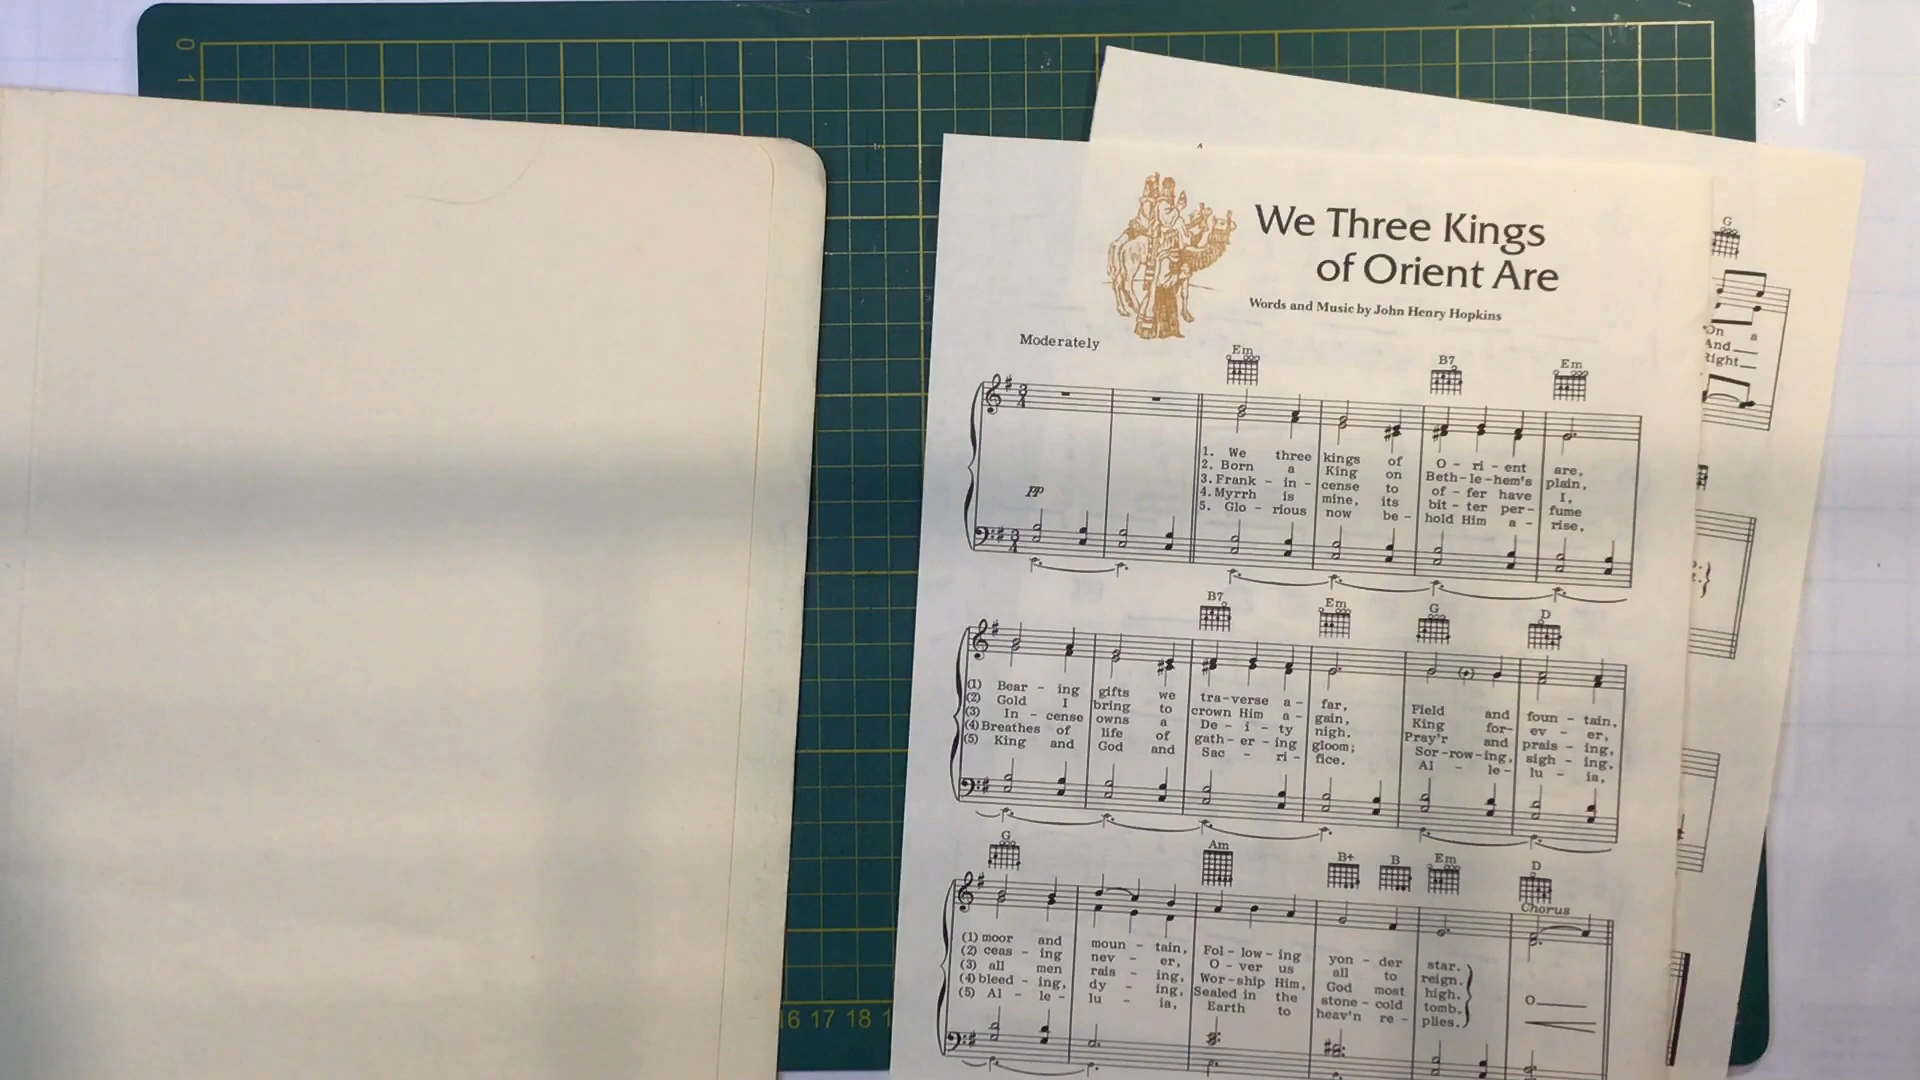 0
1
We Three Kings
of Orient Are
Words and Music by John Henry Hopkins
Moderately
Em B7 Em
G
3 4
1. We three kings of O - ri - ent are,
2. Born a King on Beth - le - hem's plain,
3. Frank - in - cense to of - fer have I,
4. Myrrh is mine, its bit - ter per - fume
5. Glo - rious now be - hold Him a - rise,
pp
3 4
On a
And
Right
B7 Em G D
(1) Bear - ing gifts we tra - verse a - far, Field and foun - tain,
(2) Gold I bring to crown Him a - gain, King for- ev - er,
(3) In - cense owns a De - i - ty nigh. Pray'r and prais - ing,
(4) Breathes of life of gath - er - ing gloom; Sor - row - ing, sigh - ing,
(5) King and God and Sac - ri - fice. Al - le - lu - ia,
G Am B+ B Em D
Chorus
(1) moor and moun - tain, Fol - low - ing yon - der star.
(2) ceas - ing nev - er, O - ver us all to reign.
(3) all men rais - ing, Wor - ship Him, God most high.
(4) bleed - ing, dy - ing, Sealed in the stone - cold tomb.
(5) Al - le - lu - ia, Earth to heav'n re - plies.
O
16 17 18